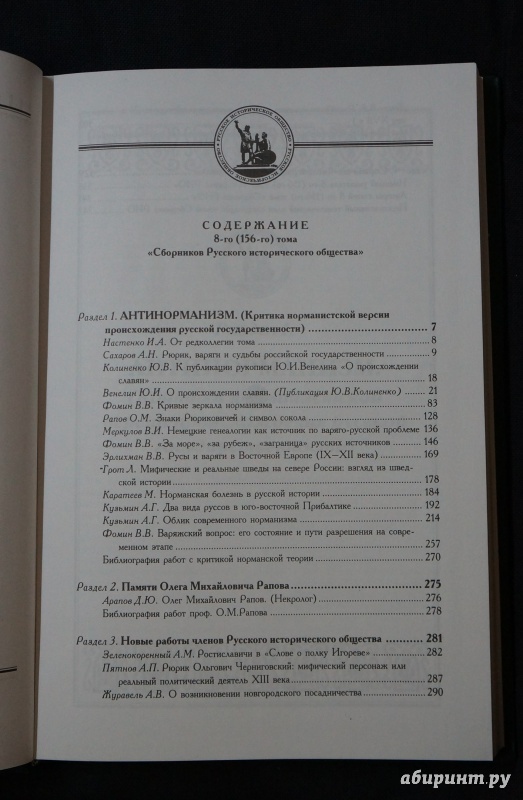 РУССКОЕ ИСТОРИЧЕСКОЕ ОБЩЕСТВО • РУССКОЕ ИСТОРИЧЕСКОЕ ОБЩЕСТВО •
СОДЕРЖАНИЕ
8-го (156-го) тома
«Сборников Русского исторического общества»
Раздел 1. АНТИНОРМАНИЗМ. (Критика норманистской версии
происхождения русской государственности) 7
Настенко И.А. От редколлегии тома 8
Сахаров А.Н. Рюрик, варяги и судьбы российской государственности 9
Колиненко Ю.В. К публикации рукописи Ю.И.Венелина «О происхождении
славян» 18
Венелин Ю.И. О происхождении славян. (Публикация Ю.В.Колиненко) 21
Фомин В.В. Кривые зеркала норманизма 83
Рапов О.М. Знаки Рюриковичей и символ сокола 128
Меркулов В.И. Немецкие генеалогии как источник по варяго-русской проблеме 136
Фомин В.В. «За море», «за рубеж», «заграница» русских источников 146
Эрлихман В.В. Русы и варяги в Восточной Европе (IX—XII века) 169
Грот Л. Мифические и реальные шведы на севере России: взгляд из швед-
ской истории 178
Каратеев М. Норманская болезнь в русской истории 184
Кузьмин А.Г. Два вида руссов в юго-восточной Прибалтике 192
Кузьмин А.Г. Облик современного норманизма 214
Фомин В.В. Варяжский вопрос: его состояние и пути разрешения на совре-
менном этапе 257
Библиография работ с критикой норманской теории 270
Раздел 2. Памяти Олега Михайловича Рапова 275
Арапов Д.Ю. Олег Михайлович Рапов. (Некролог) 276
Библиография работ проф. О.М.Рапова 278
Раздел 3. Новые работы членов Русского исторического общества 281
Зеленокоренный А.М. Ростиславичи в «Слове о полку Игореве» 282
Пятнов А.П. Рюрик Ольгович Черниговский: мифический персонаж или
реальный политический деятель XIII века 287
Журавель А.В. О возникновении новгородского посадничества 290
абиринт.ру